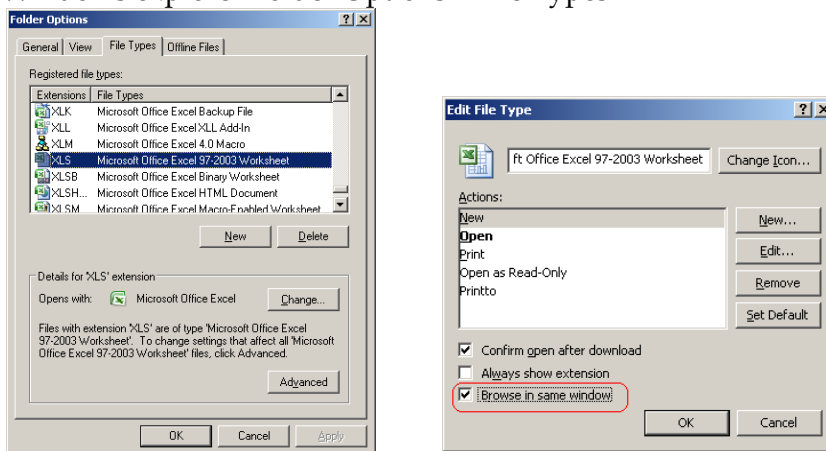 Folder Options
General View File Types Offline Files
Registered file types:
Extensions File Types
XLK Microsoft Office Excel Backup File
XLL Microsoft Office Excel XLL Add-In
XLM Microsoft Office Excel 4.0 Macro
XLS Microsoft Office Excel 97-2003 Worksheet
XLSB Microsoft Office Excel Binary Worksheet
XLSH... Microsoft Office Excel HTML Document
XLSM Microsoft Office Excel Macro-Enabled Worksheet
New Delete
Details for 'XLS' extension
Opens with: Microsoft Office Excel Change...
Files with extension 'XLS' are of type 'Microsoft Office Excel
97-2003 Worksheet'. To change settings that affect all 'Microsoft
Office Excel 97-2003 Worksheet' files, click Advanced.
Advanced
OK Cancel Apply
Edit File Type
ft Office Excel 97-2003 Worksheet Change Icon...
Actions:
New
Open
Print
Open as Read-Only
Printto
New...
Edit...
Remove
Set Default
Confirm open after download
Always show extension
Browse in same window
OK Cancel